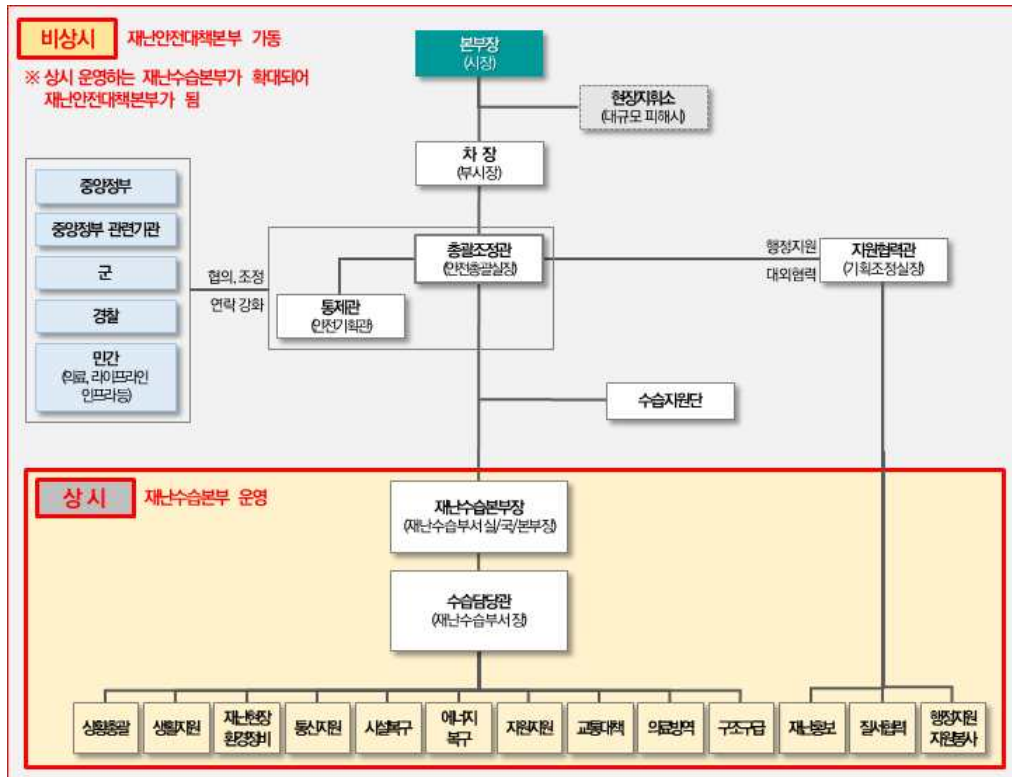 비상시
재난안전대책본부 가동
※ 상시 운영하는 재난수습본부가 확대되어
재난안전대책본부가 됨
본부장
(시장)
현장지휘소
(대규모 피해시)
차 장
(부시장)
중앙정부
중앙정부 관련기관
군
경찰
민간
(의료, 라이프라인
인프라등)
협의, 조정
연락 강화
총괄조정관
(안전총괄실장)
통제관
(안전기획관)
행정지원
대외협력
지원협력관
(기획조정실장)
수습지원단
상 시
재난수습본부 운영
재난수습본부장
(재난수습부서 실/국/본부장)
수습담당관
(재난수습부서 장)
상황총괄
생활지원
재난현장
환경정비
통신지원
시설복구
에너지
복구
자원지원
교통대책
의료방역
구조구급
재난홍보
질서협력
행정지원
자원봉사